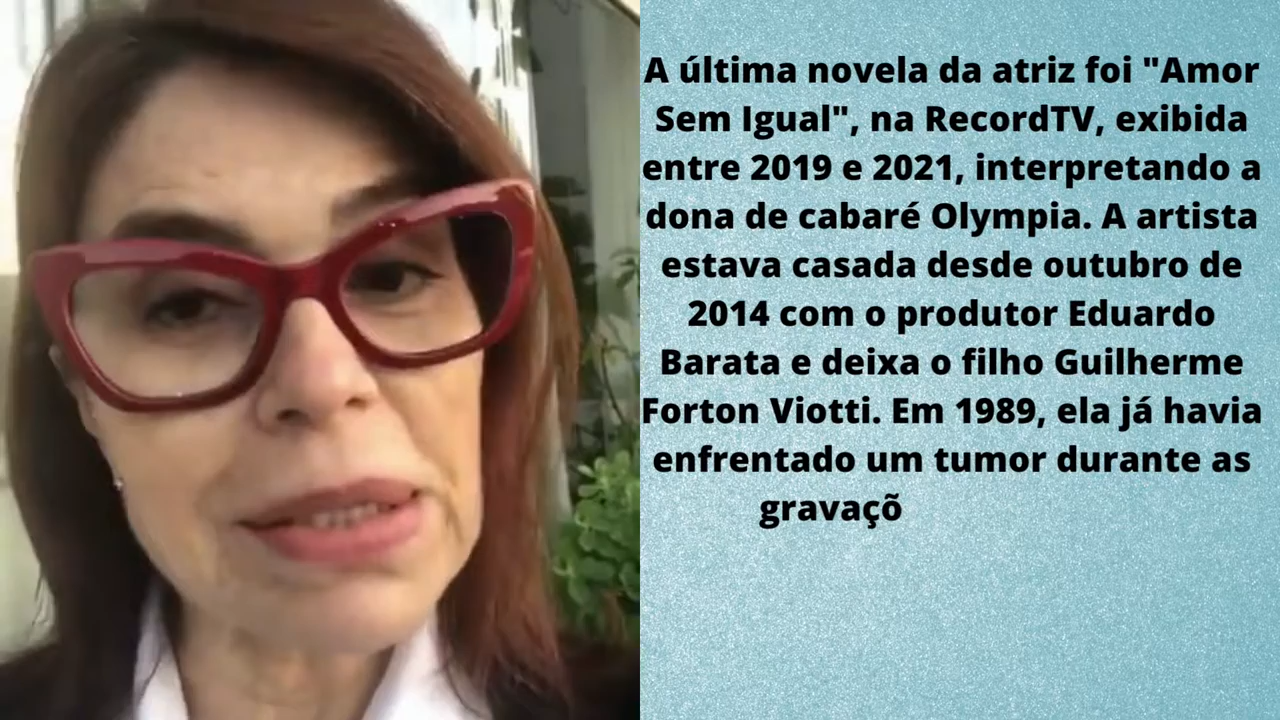 A última novela da atriz foi "Amor
Sem Igual", na RecordTV, exibida
entre 2019 e 2021, interpretando a
dona de cabaré Olympia. A artista
estava casada desde outubro de
2014 com o produtor Eduardo
Barata e deixa o filho Guilherme
Forton Viotti. Em 1989, ela já havia
enfrentado um tumor durante as
gravaçõ